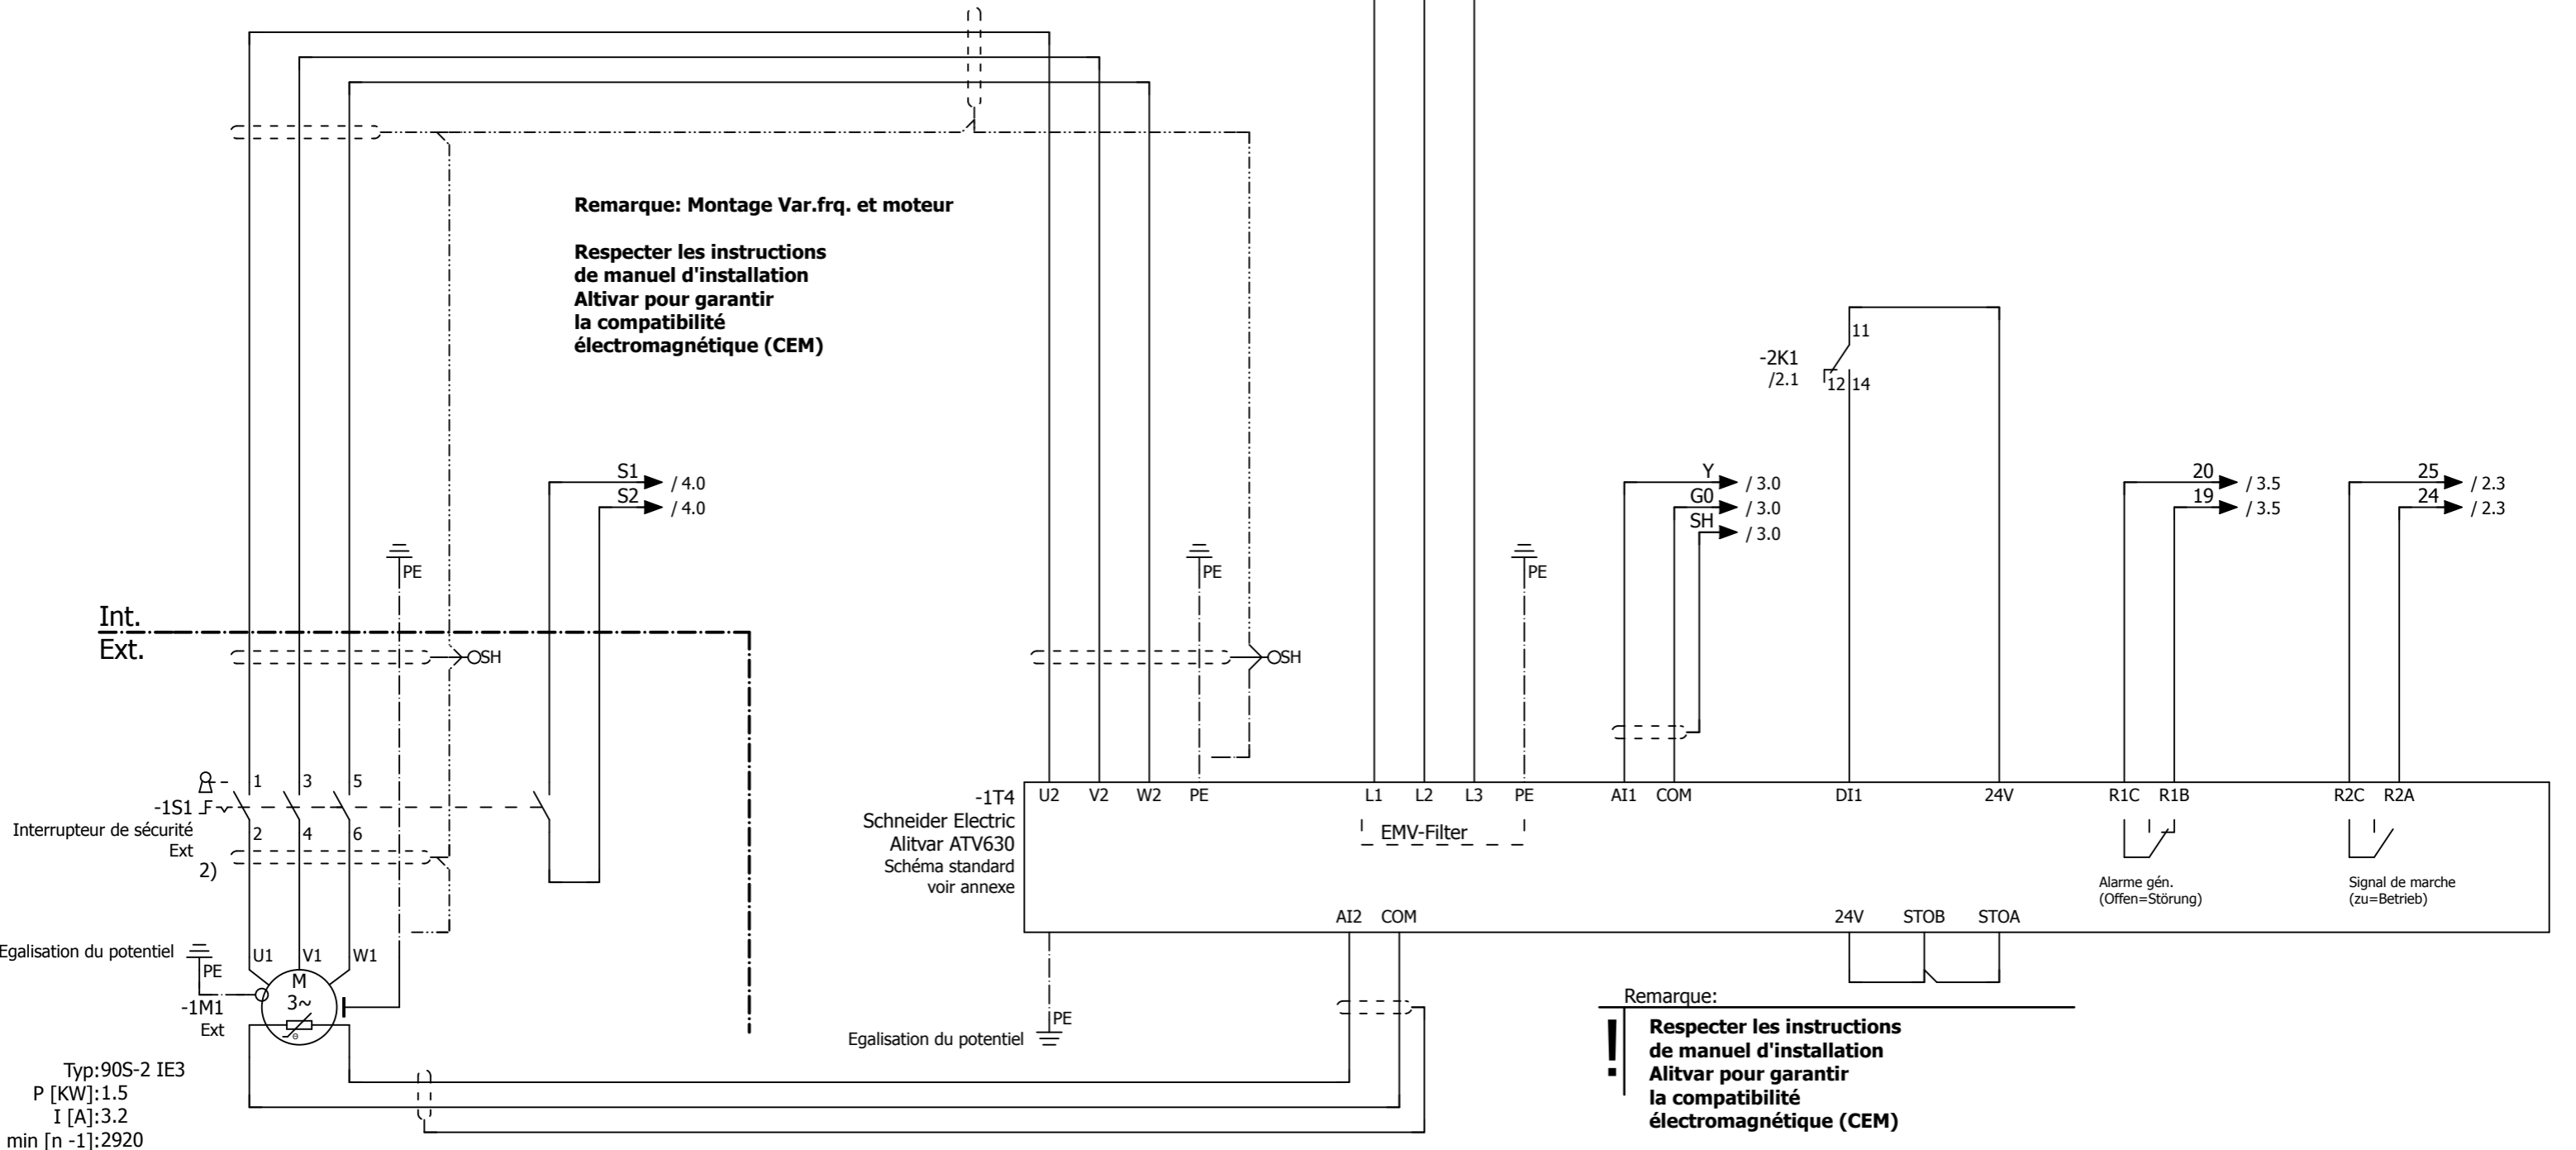 Remarque: Montage Var.frq. et moteur
Respecter les instructions
de manuel d'installation
Altivar pour garantir
la compatibilité
électromagnétique (CEM)
11
-2K1
/2.1
12 14
S1 / 4.0
S2 / 4.0
Y / 3.0
G0 / 3.0
SH / 3.0
20 / 3.5
19 / 3.5
25 / 2.3
24 / 2.3
PE
PE
PE
Int.
Ext.
SH
SH
1 3 5
-1S1
Interrupteur de sécurité
Ext
2 4 6
2)
-1T4
Schneider Electric
Alitvar ATV630
Schéma standard
voir annexe
U2 V2 W2 PE L1 L2 L3 PE AI1 COM DI1 24V R1C R1B R2C R2A
EMV-Filter
Alarme gén.
(Offen=Störung)
Signal de marche
(zu=Betrieb)
AI2 COM 24V STOB STOA
Egalisation du potentiel
PE
U1 V1 W1
M
3~
-1M1
Ext
PE
Egalisation du potentiel
Typ:90S-2 IE3
P [KW]:1.5
I [A]:3.2
min [n -1]:2920
Remarque:
!
Respecter les instructions
de manuel d'installation
Alitvar pour garantir
la compatibilité
électromagnétique (CEM)